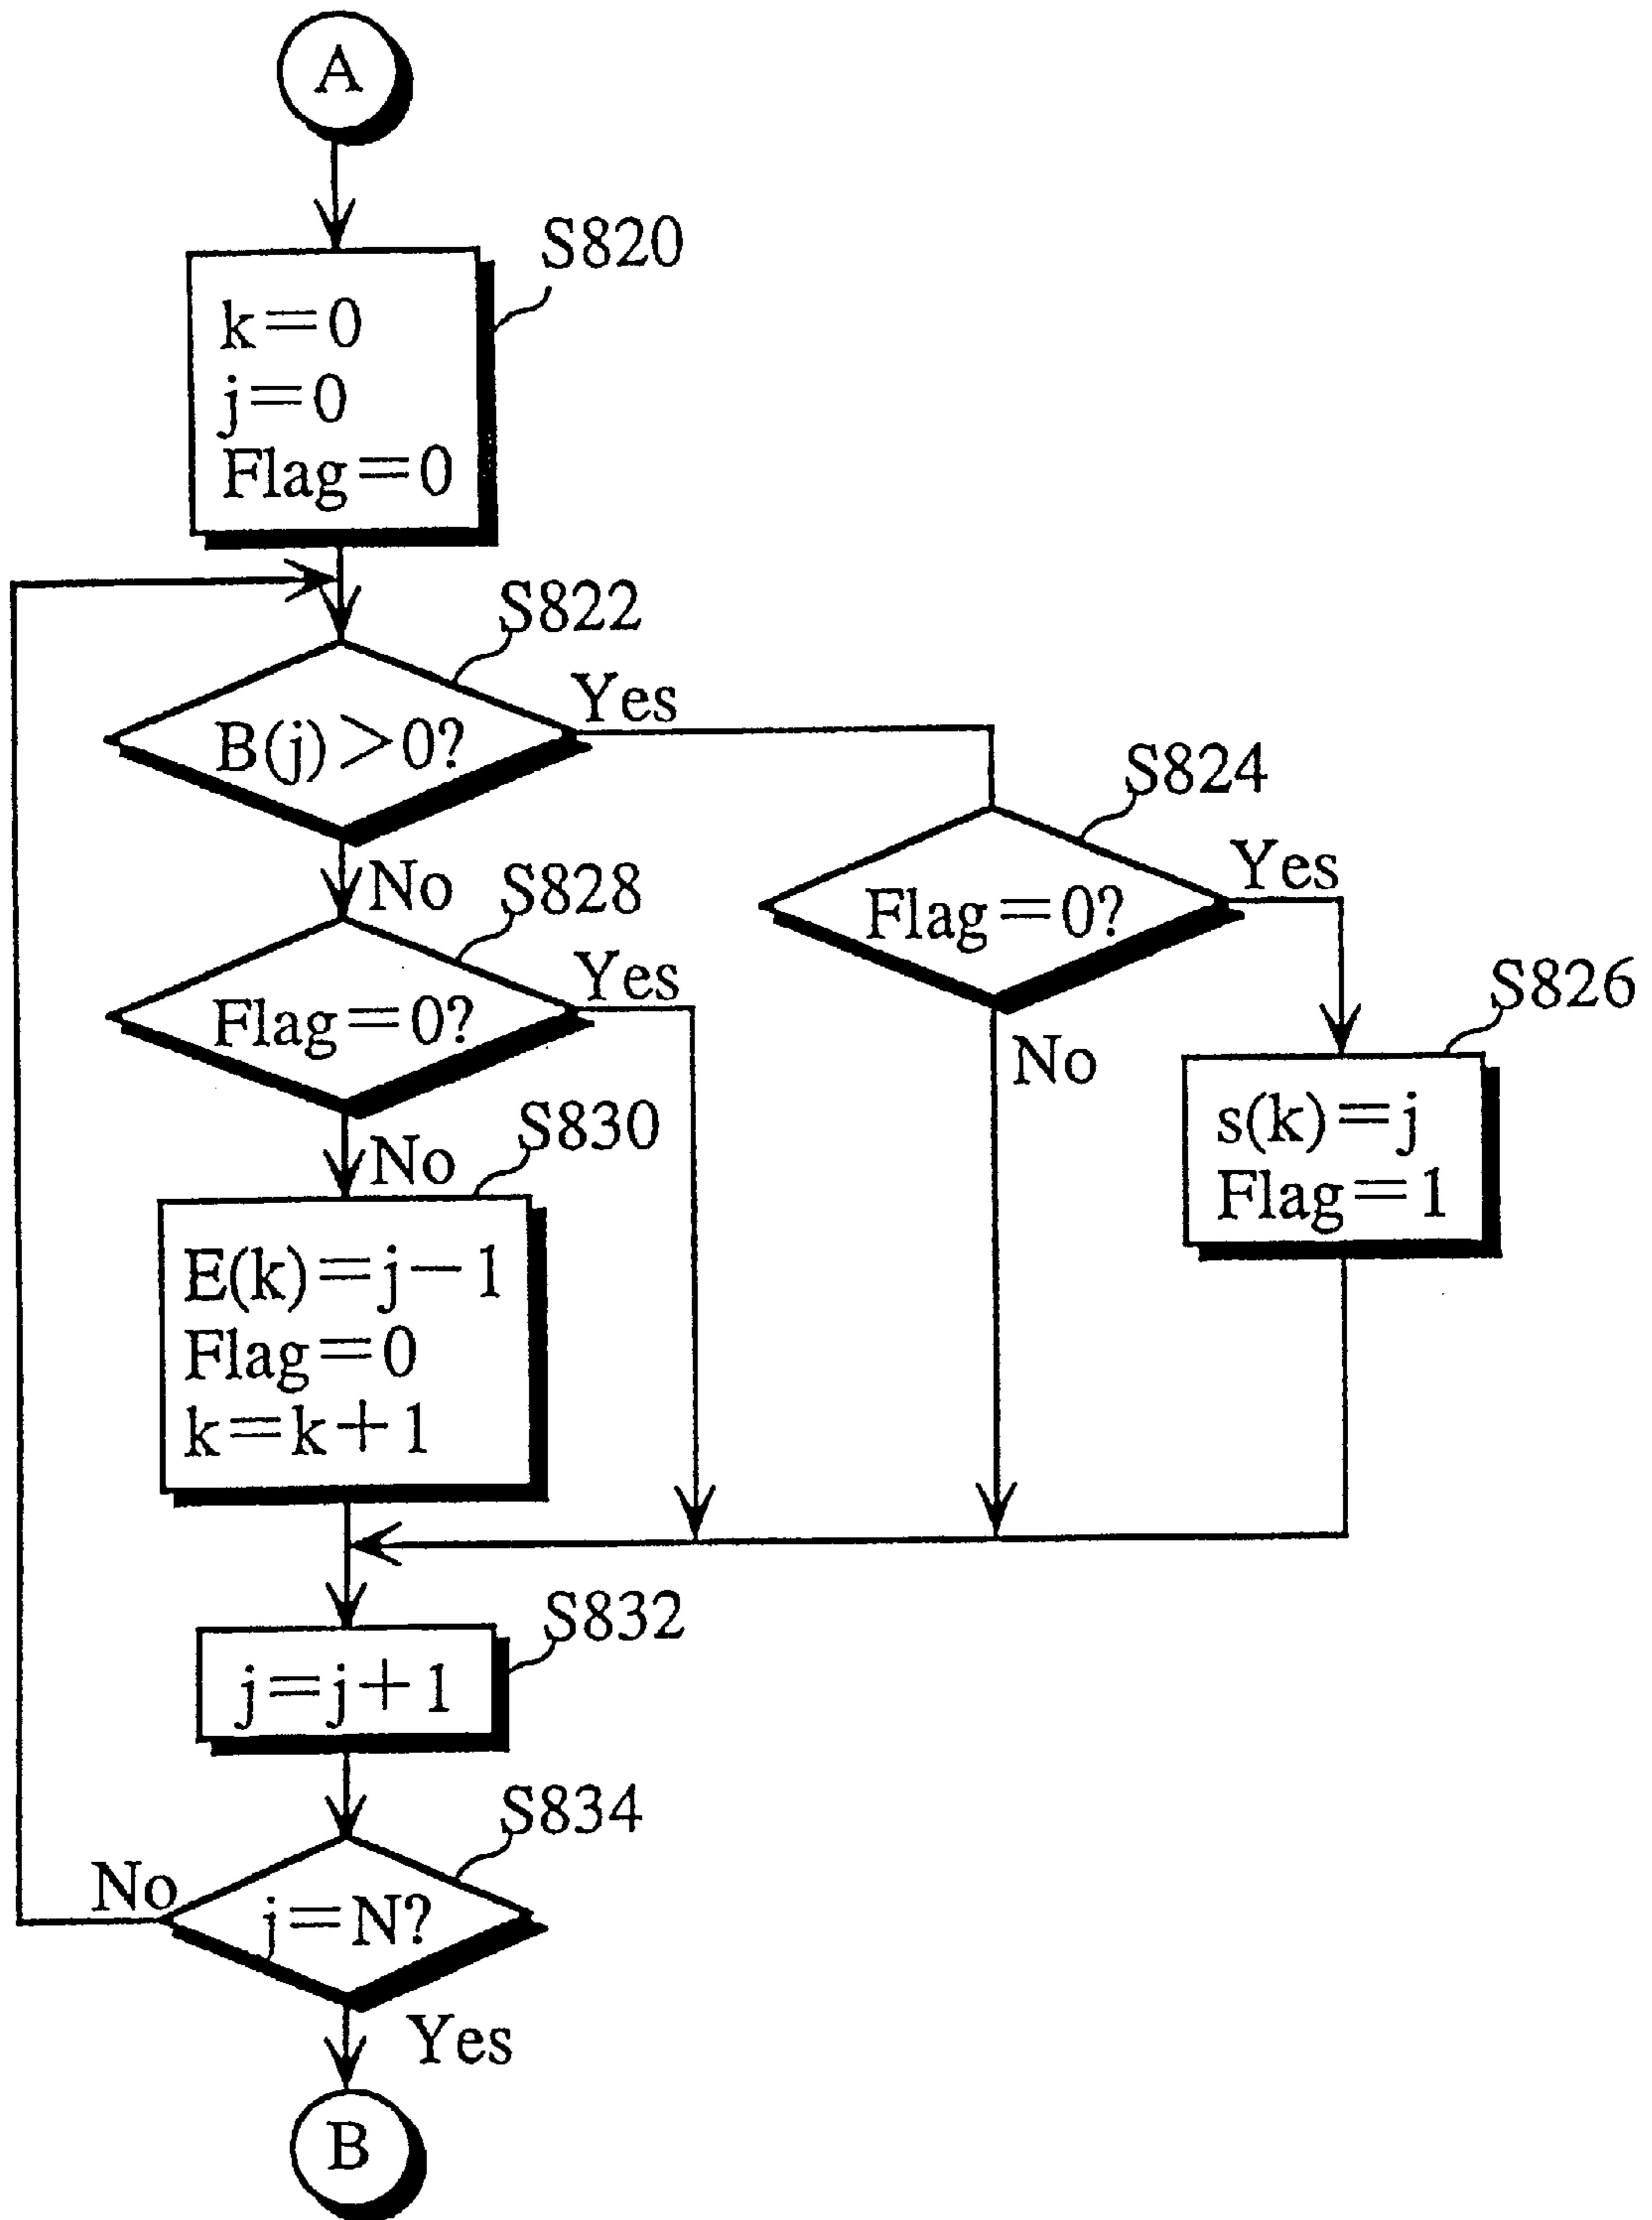 A
S820
k=0
j=0
Flag=0
S822
B(j)>0?
Yes
No
S824
Flag=0?
Yes
No
S826
s(k)=j
Flag=1
S828
Flag=0?
Yes
No
S830
E(k)=j-1
Flag=0
k=k+1
S832
j=j+1
S834
j=N?
No
Yes
B